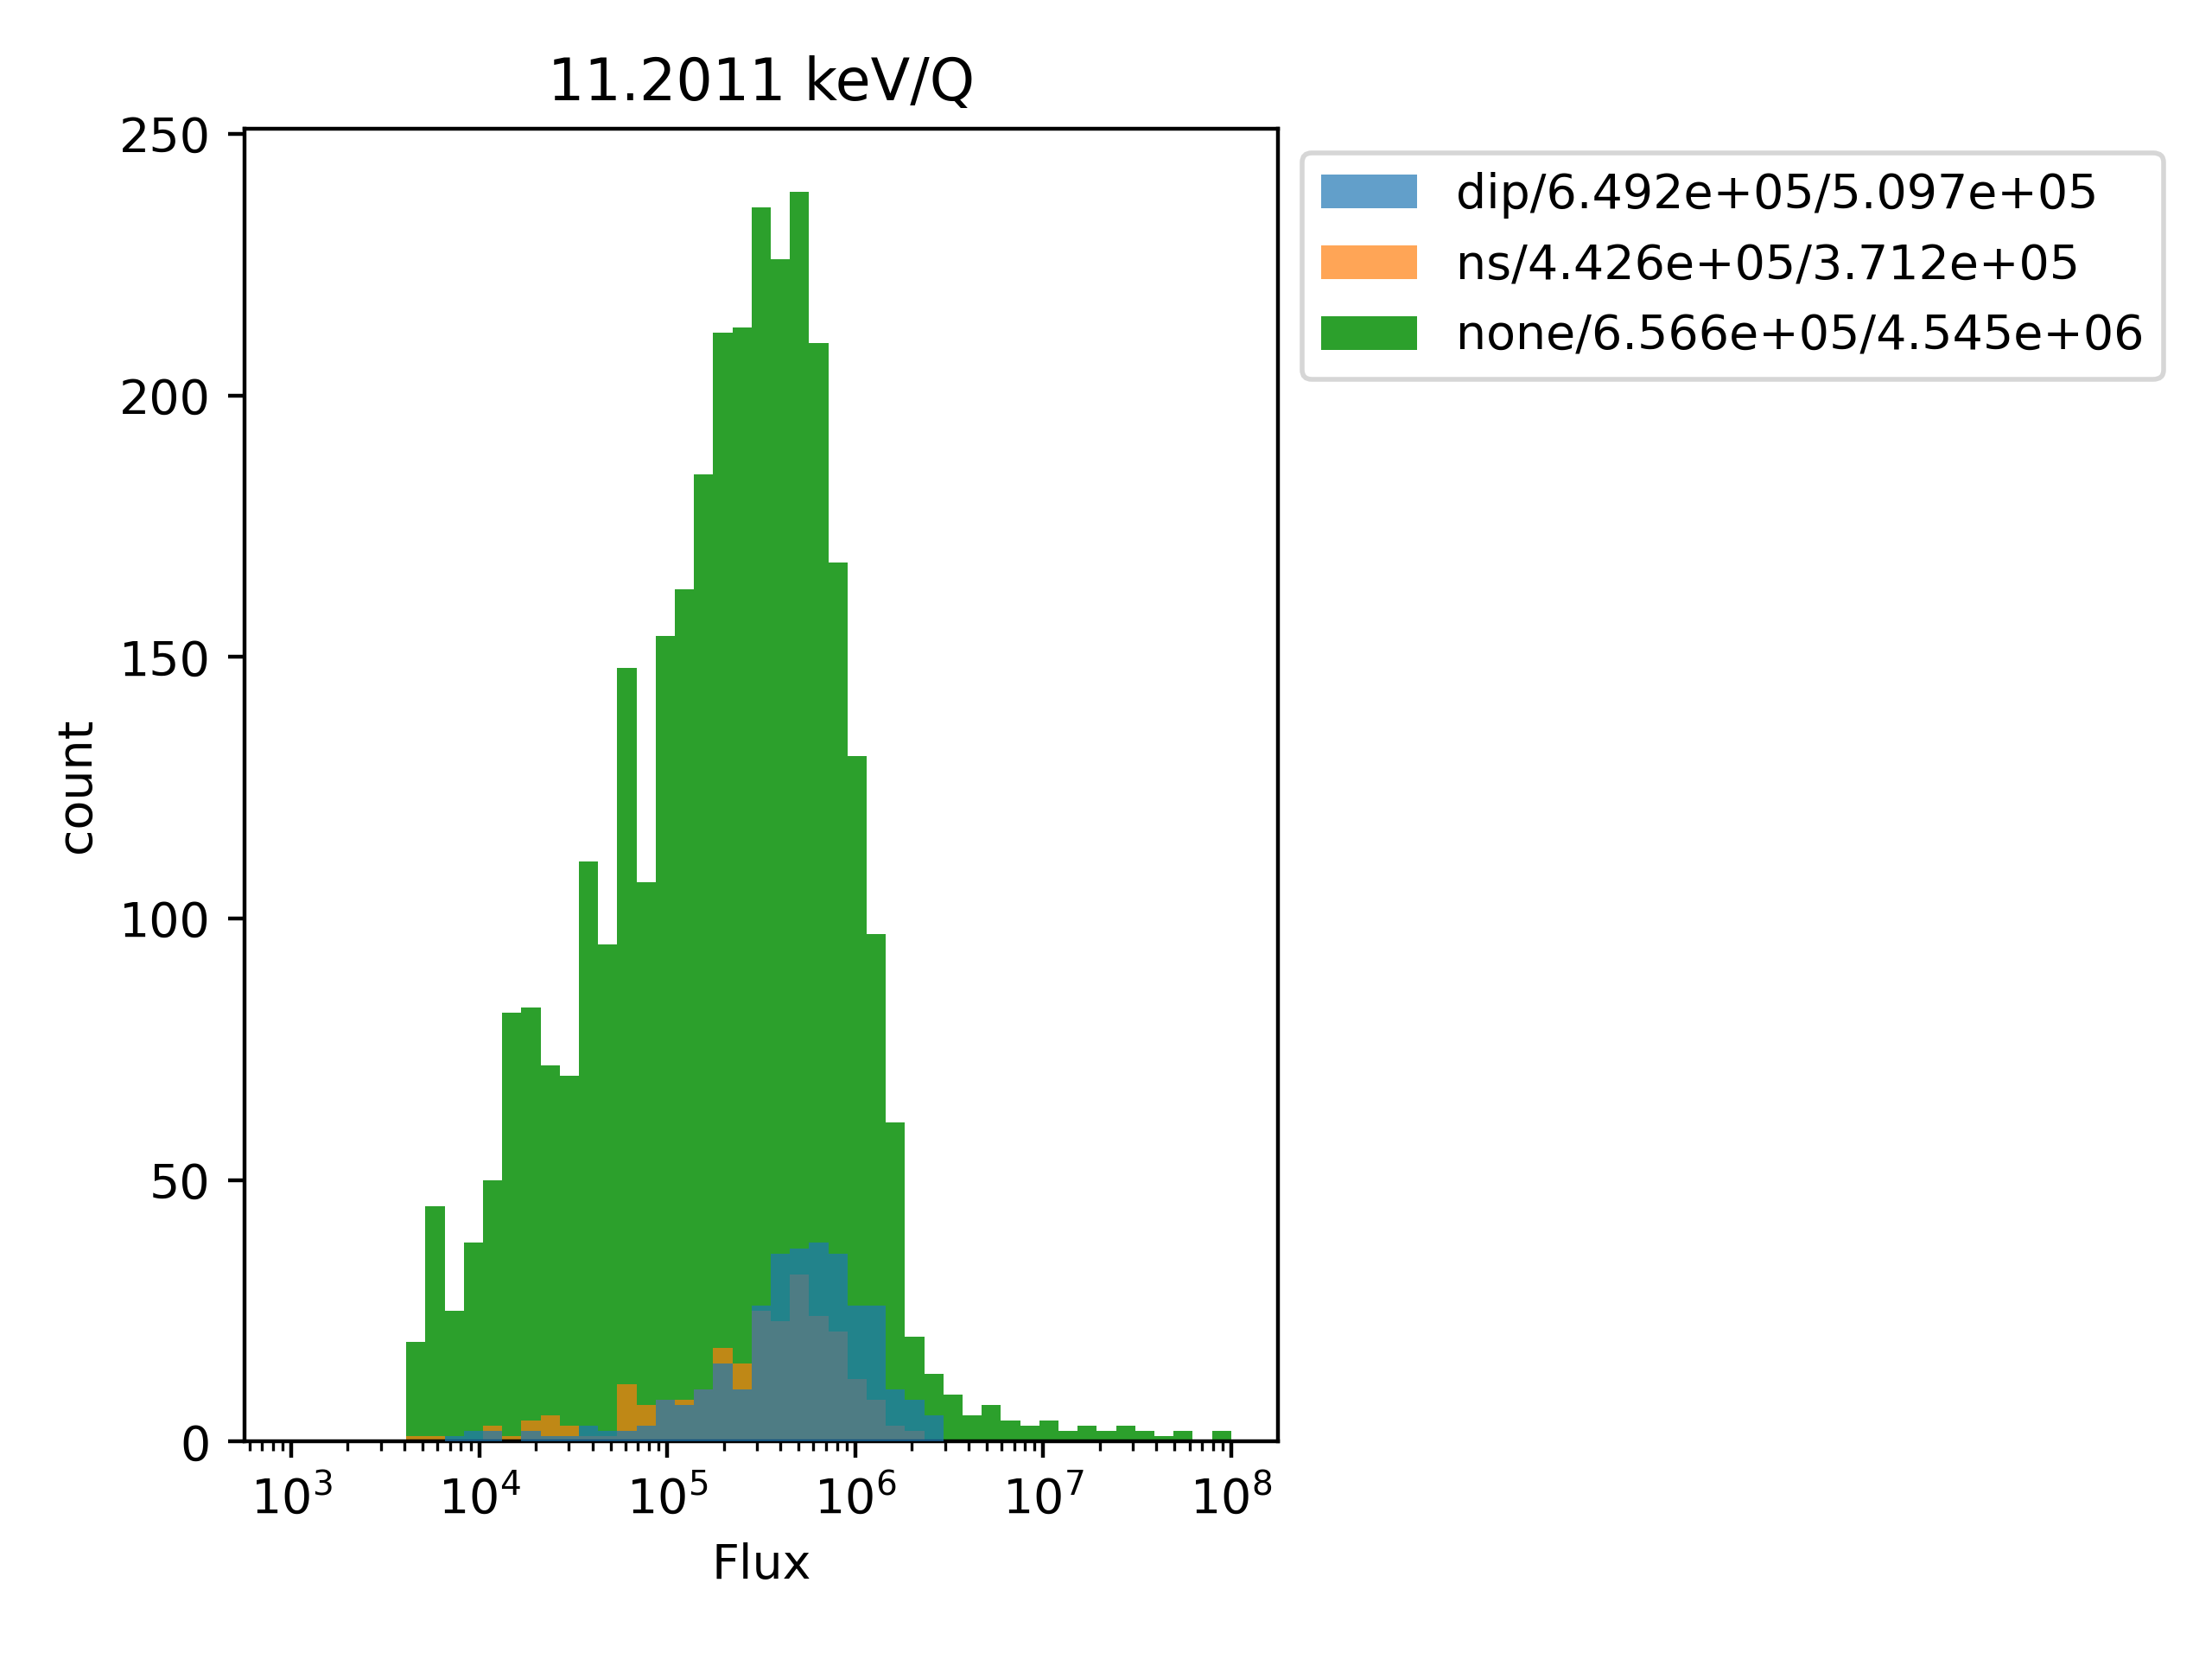 11.2011 keV/Q
250
200
150
100
50
0
count
10³ 10⁴ 10⁵ 10⁶ 10⁷ 10⁸
Flux
dip/6.492e+05/5.097e+05
ns/4.426e+05/3.712e+05
none/6.566e+05/4.545e+06